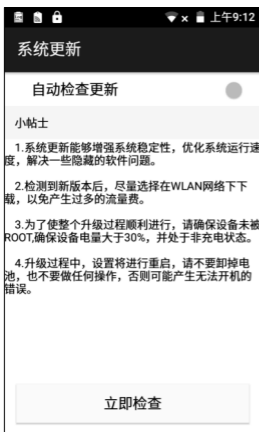 上午9:12
系统更新
自动检查更新
小帖士
1.系统更新能够增强系统稳定性，优化系统运行速
度，解决一些隐藏的软件问题。
2.检测到新版本后，尽量选择在WLAN网络下下
载，以免产生过多的流量费。
3.为了使整个升级过程顺利进行，请确保设备未被
ROOT,确保设备电量大于30%，并处于非充电状态。
4.升级过程中，设置将进行重启，请不要卸掉电
池，也不要做任何操作，否则可能产生无法开机的
错误。
立即检查